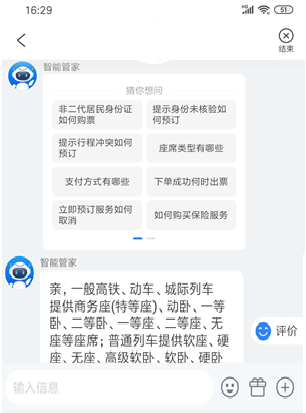 16:29
51
结束
智能管家
猜你想问
非二代居民身份证
如何购票
提示身份未核验如
何预订
提示行程冲突如何
预订
座席类型有哪些
支付方式有哪些
下单成功何时出票
立即预订服务如何
取消
如何购买保险服务
智能管家
亲,一般高铁、动车、城际列车
提供商务座(特等座)、动卧、一等
卧、二等卧、一等座、二等座、无
座等座席;普通列车提供软座、硬
座、无座、高级软卧、软卧、硬卧
评价
输入信息